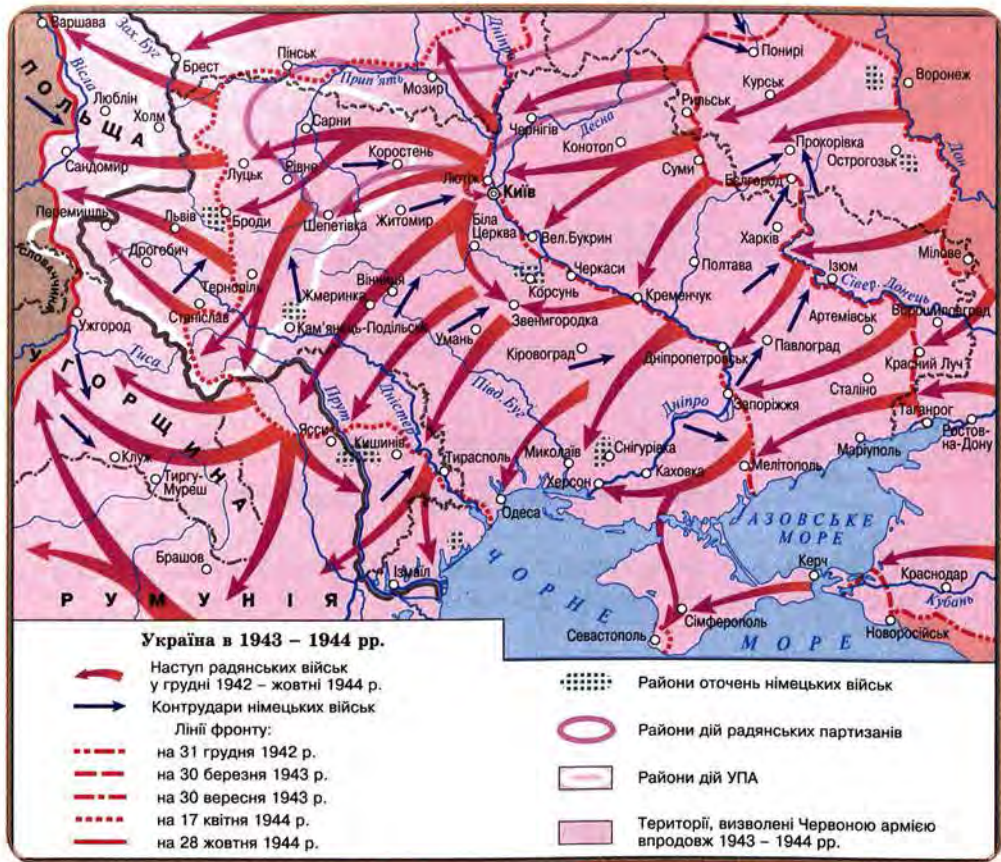 Варшава
Зах. Буг
Дніпро
Брест
Пінськ
Прип'ять
Мозир
Понирі
Курськ
Воронеж
ПОЛЬЩА
Вісла
Люблін
Холм
Сарни
Чернігів
Десна
Рильськ
Конотоп
Прокорівка
Острогозьк
Дон
Сандомир
Луцьк
Рівне
Коростень
Лютіж
Київ
Суми
Бєлгород
Перемишль
Львів
Броди
Шепетівка
Житомир
Біла
Церква
Вел.Букрин
Харків
Мілове
СЛОВАЧЧИНА
Дрогобич
Тернопіль
Вінниця
Жмеринка
Корсунь
Черкаси
Полтава
Ізюм
Сівер. Донець
Ворошиловград
Станіслав
Кам'янець-Подільськ
Умань
Звенигородка
Кременчук
Артемівськ
Ужгород
Тиса
Кіровоград
Дніпропетровськ
Павлоград
Красний Луч
УГОРЩИНА
Прут
Дністер
Півд.Буг
Дніпро
Запоріжжя
Сталіно
Таганрог
Ростов-
на-Дону
Клуж
Тиргу-
Муреш
Ясси
Кишинів
Тирасполь
Миколаїв
Снігурівка
Херсон
Каховка
Мелітополь
Маріуполь
Одеса
Брашов
Ізмаїл
АЗОВСЬКЕ
МОРЕ
Керч
Краснодар
Кубань
РУМУНІЯ
ЧОРНЕ
МОРЕ
Сімферополь
Севастополь
Новоросійськ
Україна в 1943 – 1944 рр.
Наступ радянських військ
у грудні 1942 – жовтні 1944 р.
Контрудари німецьких військ
Лінії фронту:
на 31 грудня 1942 р.
на 30 березня 1943 р.
на 30 вересня 1943 р.
на 17 квітня 1944 р.
на 28 жовтня 1944 р.
Райони оточень німецьких військ
Райони дій радянських партизанів
Райони дій УПА
Території, визволені Червоною армією
впродовж 1943 – 1944 рр.